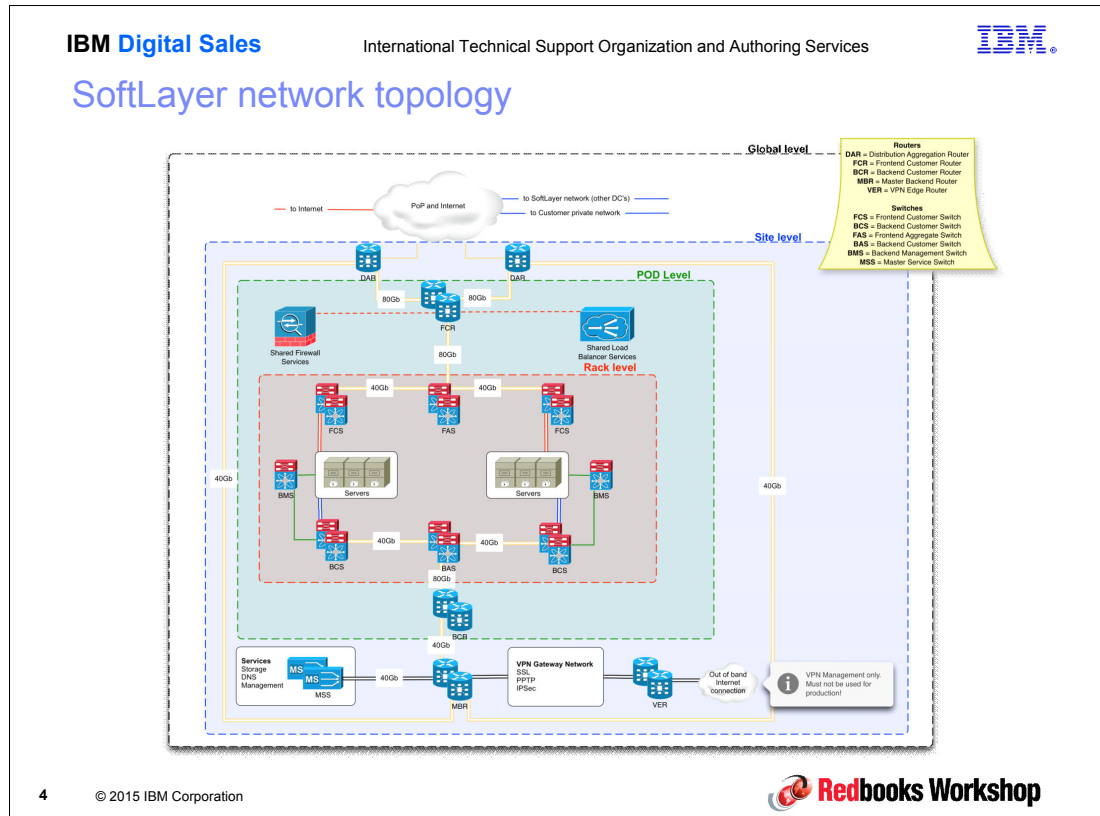 IBM Digital Sales
International Technical Support Organization and Authoring Services
IBM
SoftLayer network topology
Global level
Routers
DAR = Distribution Aggregation Router
FCR = Frontend Customer Router
BCR = Backend Customer Router
MBR = Master Backend Router
VER = VPN Edge Router
Switches
FCS = Frontend Customer Switch
BCS = Backend Customer Switch
FAS = Frontend Aggregate Switch
BAS = Backend Customer Switch
BMS = Backend Management Switch
MSS = Master Service Switch
PoP and Internet
to Internet
to SoftLayer network (other DC's)
to Customer private network
Site level
DAR
DAR
POD Level
80Gb
80Gb
FCR
Shared Firewall
Services
Shared Load
Balancer Services
80Gb
Rack level
40Gb
40Gb
FCS
FAS
FCS
40Gb
BMS
Servers
Servers
BMS
40Gb
40Gb
40Gb
BCS
BAS
BCS
80Gb
BCR
40Gb
Services
Storage
DNS
Management
MS
MS
MSS
40Gb
MBR
VPN Gateway Network
SSL
PPTP
IPSec
VER
Out of band
Internet
connection
i
VPN Management only.
Must not be used for
production!
4
© 2015 IBM Corporation
Redbooks Workshop